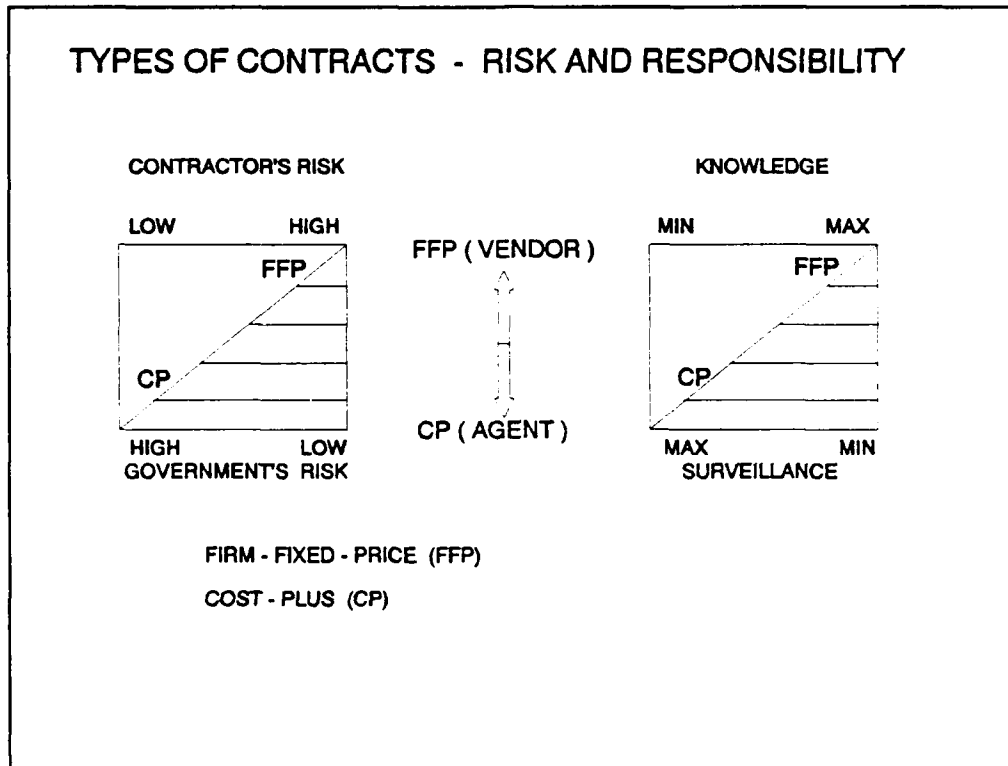 TYPES OF CONTRACTS - RISK AND RESPONSIBILITY
CONTRACTOR'S RISK
LOW HIGH
FFP
CP
HIGH LOW
GOVERNMENT'S RISK
FFP ( VENDOR )
CP ( AGENT )
KNOWLEDGE
MIN MAX
FFP
CP
MAX MIN
SURVEILLANCE
FIRM - FIXED - PRICE (FFP)
COST - PLUS (CP)